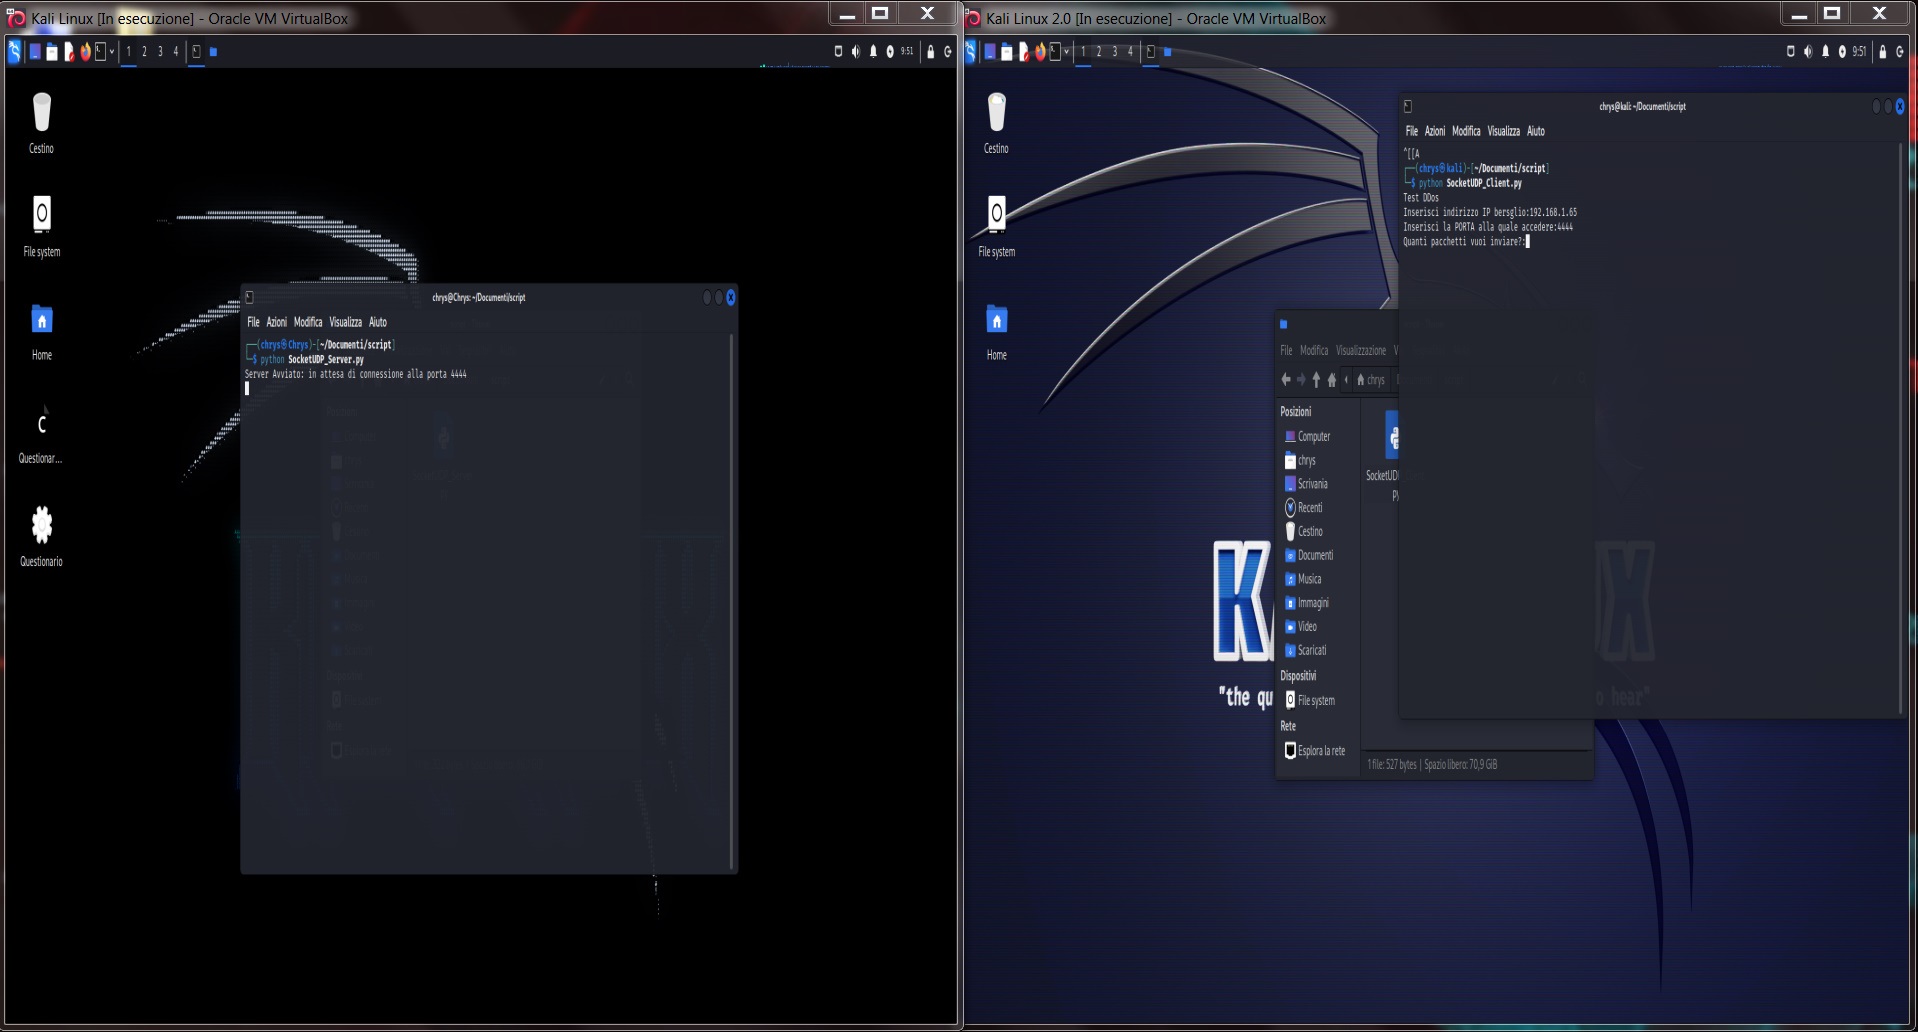 Kali Linux [In esecuzione] - Oracle VM VirtualBox
1 2 3 4
9:51
Cestino
File system
Home
Questionar...
Questionario
chrys@Chrys: ~/Documenti/script
File Azioni Modifica Visualizza Aiuto
(chrys㉿Chrys)-[~/Documenti/script]
$ python SocketUDP_Server.py
Server Avviato: in attesa di connessione alla porta 4444
Kali Linux 2.0 [In esecuzione] - Oracle VM VirtualBox
1 2 3 4
9:51
Cestino
File system
Home
chrys@kali: ~/Documenti/script
File Azioni Modifica Visualizza Aiuto
^[[A
(chrys㉿kali)-[~/Documenti/script]
$ python SocketUDP_Client.py
Test DDos
Inserisci indirizzo IP bersglio:192.168.1.65
Inserisci la PORTA alla quale accedere:4444
Quanti pacchetti vuoi inviare?:
File Modifica Visualizzazione V
chrys
Posizioni
Computer
chrys
Scrivania
Recenti
Cestino
Documenti
Musica
Immagini
Video
Scaricati
Dispositivi
File system
Rete
Esplora la rete
SocketUD
1 file: 527 bytes | Spazio libero: 70,9 GiB
K
X
"the qu
o hear"